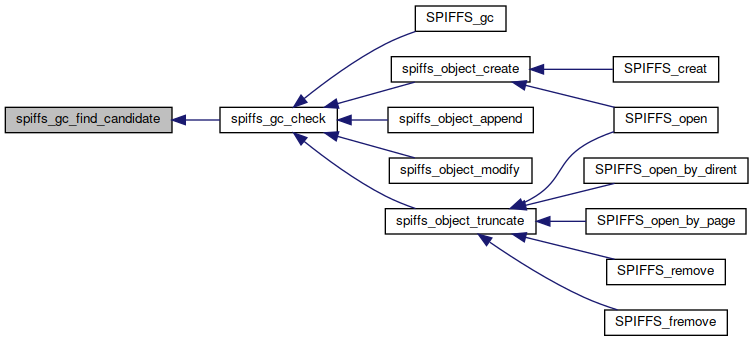 SPIFFS_gc
spiffs_object_create
SPIFFS_creat
spiffs_gc_find_candidate
spiffs_gc_check
spiffs_object_append
SPIFFS_open
spiffs_object_modify
SPIFFS_open_by_dirent
spiffs_object_truncate
SPIFFS_open_by_page
SPIFFS_remove
SPIFFS_fremove